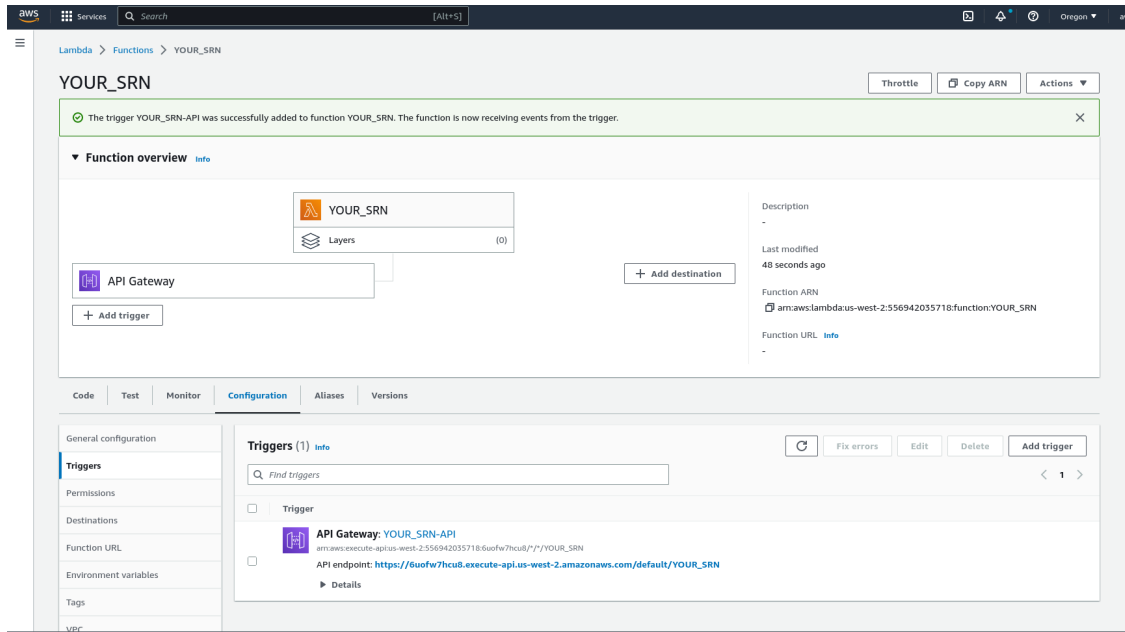 aws Services Search [Alt+S] Oregon ▼
Lambda > Functions > YOUR_SRN
YOUR_SRN
Throttle Copy ARN Actions ▼
The trigger YOUR_SRN-API was successfully added to function YOUR_SRN. The function is now receiving events from the trigger.
▼ Function overview Info
YOUR_SRN
Layers (0)
API Gateway
+ Add trigger
+ Add destination
Description
-
Last modified
48 seconds ago
Function ARN
arn:aws:lambda:us-west-2:556942035718:function:YOUR_SRN
Function URL Info
-
Code Test Monitor Configuration Aliases Versions
General configuration
Triggers
Permissions
Destinations
Function URL
Environment variables
Tags
VPC
Triggers (1) Info
Fix errors Edit Delete Add trigger
Find triggers
< 1 >
Trigger
API Gateway: YOUR_SRN-API
arn:aws:execute-api:us-west-2:556942035718:6uofw7hcu8/*/*/YOUR_SRN
API endpoint: https://6uofw7hcu8.execute-api.us-west-2.amazonaws.com/default/YOUR_SRN
▶ Details